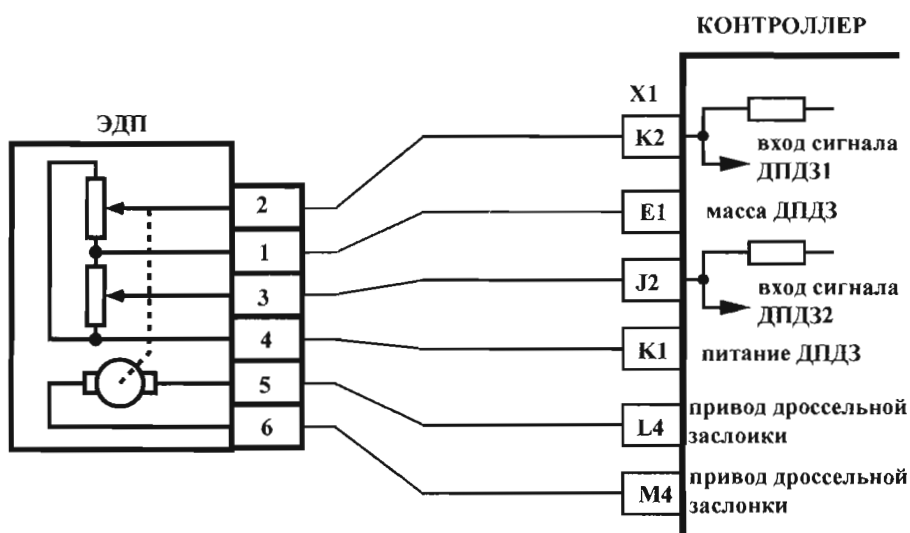 КОНТРОЛЛЕР
X1
ЭДП
K2
вход сигнала
ДПДЗ1
2
E1
масса ДПДЗ
1
J2
вход сигнала
ДПДЗ2
3
K1
питание ДПДЗ
4
5
L4
привод дроссельной
заслоики
6
M4
привод дроссельной
заслонки